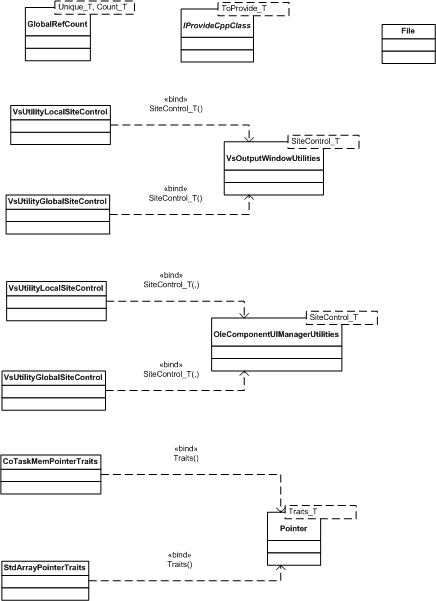 Unique_T, Count_T
GlobalRefCount
ToProvide_T
IProvideCppClass
File
VsUtilityLocalSiteControl
«bind»
SiteControl_T()
SiteControl_T
VsOutputWindowUtilities
VsUtilityGlobalSiteControl
«bind»
SiteControl_T()
VsUtilityLocalSiteControl
«bind»
SiteControl_T(,)
SiteControl_T
OleComponentUIManagerUtilities
VsUtilityGlobalSiteControl
«bind»
SiteControl_T(,)
CoTaskMemPointerTraits
«bind»
Traits()
Traits_T
Pointer
StdArrayPointerTraits
«bind»
Traits()